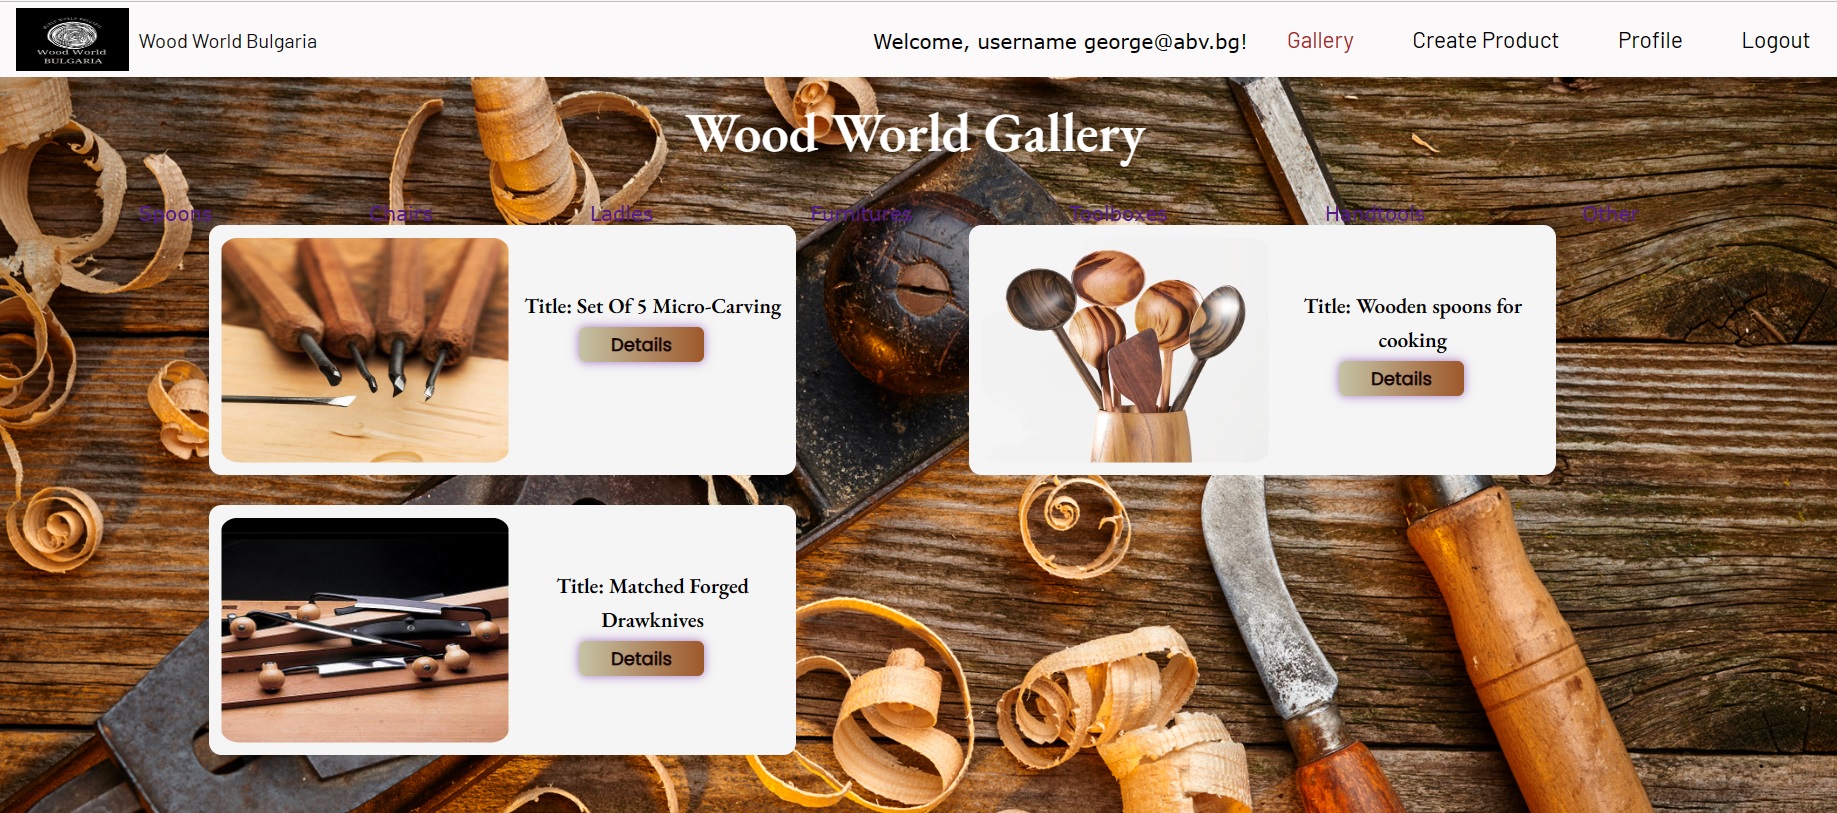 Wood World
BULGARIA
Wood World Bulgaria
Welcome, username george@abv.bg!
Gallery
Create Product
Profile
Logout
Wood World Gallery
Spoons
Chairs
Ladles
Furnitures
Toolboxes
Handtools
Other
Title: Set Of 5 Micro-Carving
Details
Title: Wooden spoons for
cooking
Details
Title: Matched Forged
Drawknives
Details